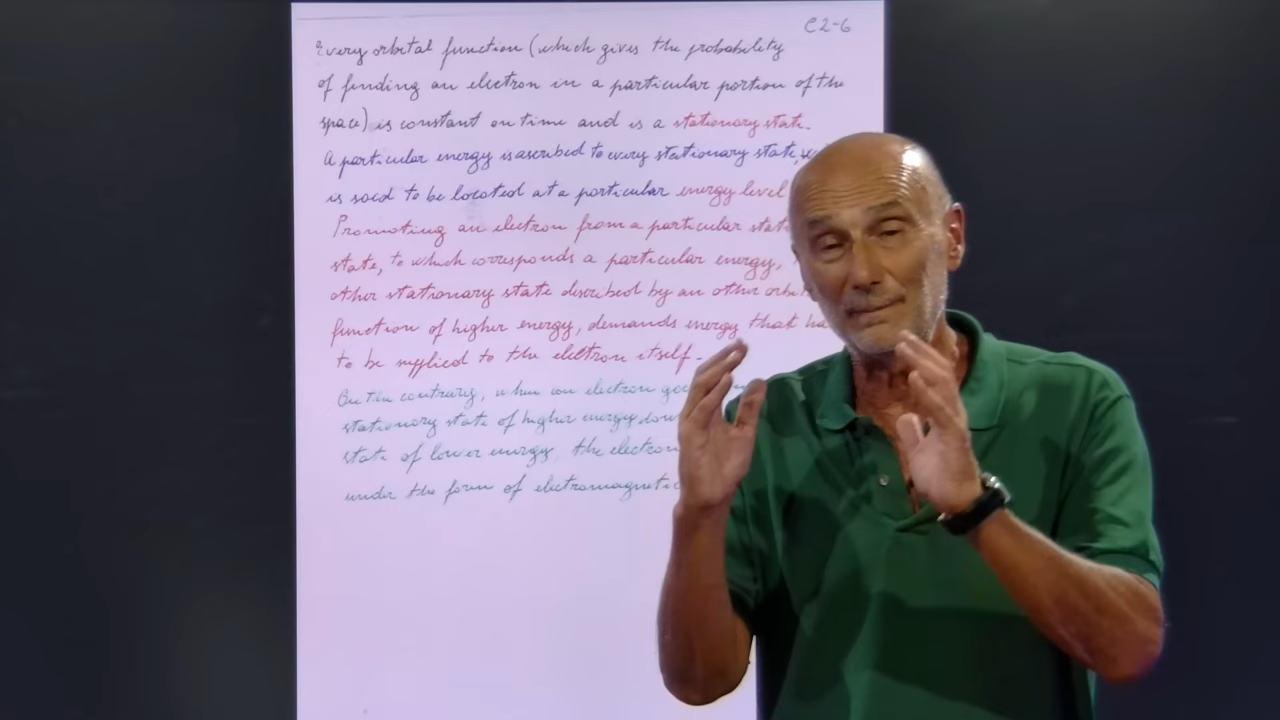 C2-6
Every orbital function (which gives the probability
of finding an electron in a particular portion of the
space) is constant on time and is a stationary state.
A particular energy is ascribed to every stationary state,
is said to be located at a particular energy level
Promoting an electron from a particular stat
state, to which corresponds a particular energy,
other stationary state described by an other orbit
function of higher energy, demands energy that ha
to be supplied to the electron itself.
On the contrary, when an electron goes
stationary state of higher energy down
state of lower energy, the electron
under the form of electromagnetic